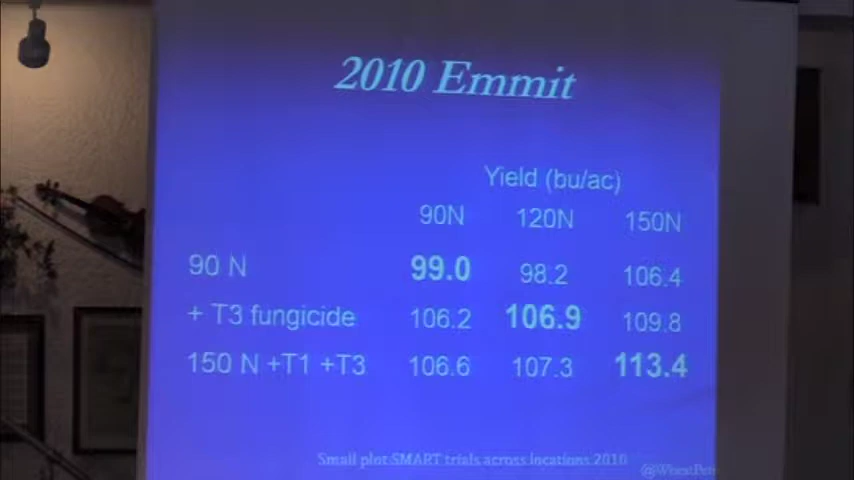 2010 Emmit
Yield (bu/ac)
90N 120N 150N
90 N 99.0 98.2 106.4
+ T3 fungicide 106.2 106.9 109.8
150 N +T1 +T3 106.6 107.3 113.4
Small plot SMART trials across locations 2010